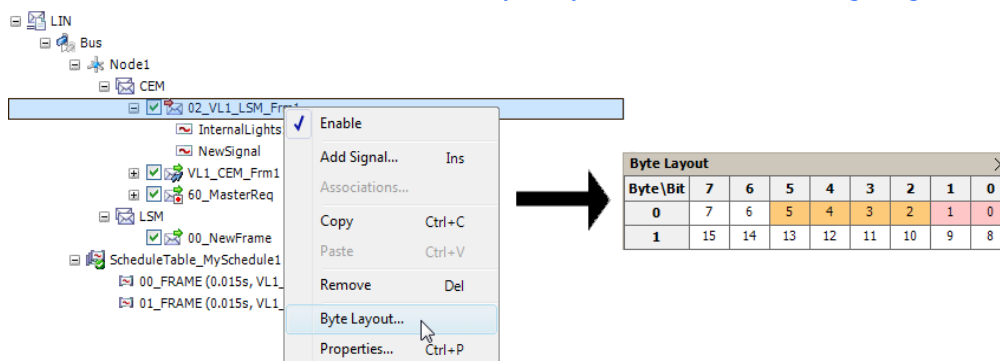 LIN
Bus
Node1
CEM
02_VL1_LSM_Frm1
InternalLights
NewSignal
VL1_CEM_Frm1
60_MasterReq
LSM
00_NewFrame
ScheduleTable_MySchedule1
00_FRAME (0.015s, VL1_
01_FRAME (0.015s, VL1_
Enable
Add Signal... Ins
Associations...
Copy Ctrl+C
Paste Ctrl+V
Remove Del
Byte Layout...
Properties... Ctrl+P
Byte Layout
Byte\Bit 7 6 5 4 3 2 1 0
0 7 6 5 4 3 2 1 0
1 15 14 13 12 11 10 9 8